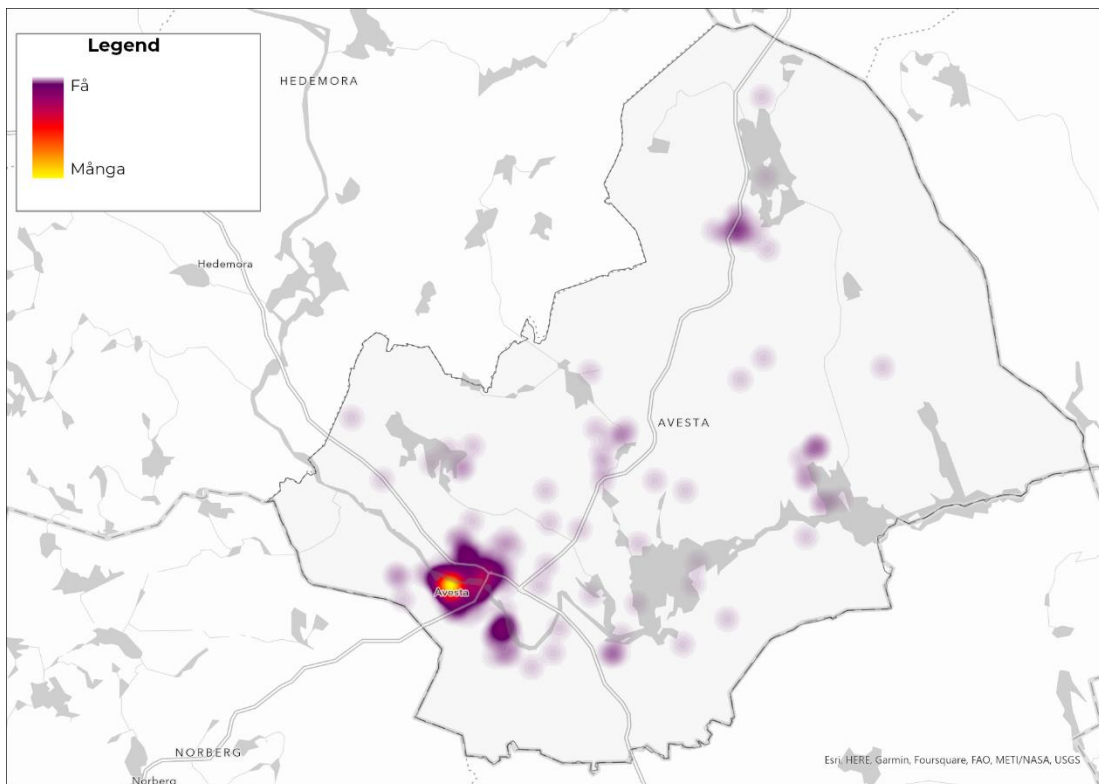 Legend
Få
Många
HEDEMORA
Hedemora
AVESTA
Avesta
NORBERG
Norberg
Esri, HERE, Garmin, Foursquare, FAO, METI/NASA, USGS